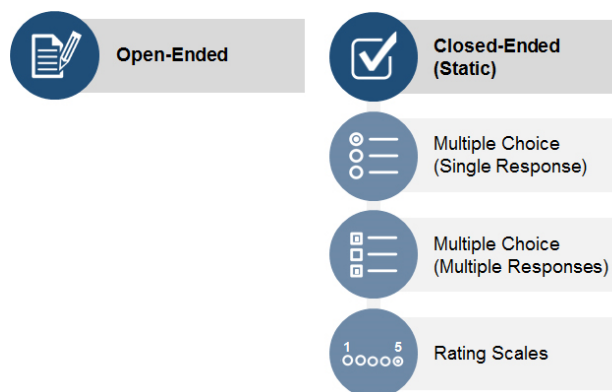 Open-Ended
Closed-Ended
(Static)
Multiple Choice
(Single Response)
Multiple Choice
(Multiple Responses)
1 5
Rating Scales